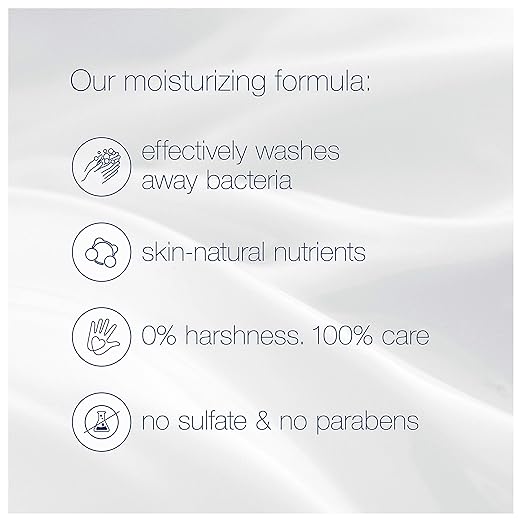 Our moisturizing formula:
effectively washes
away bacteria
skin-natural nutrients
0% harshness. 100% care
no sulfate & no parabens